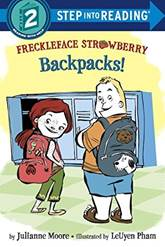 2
STEP INTO READING®
FRECKLEFACE STRAWBERRY
Backpacks!
by Julianne Moore • illustrated by LeUyen Pham